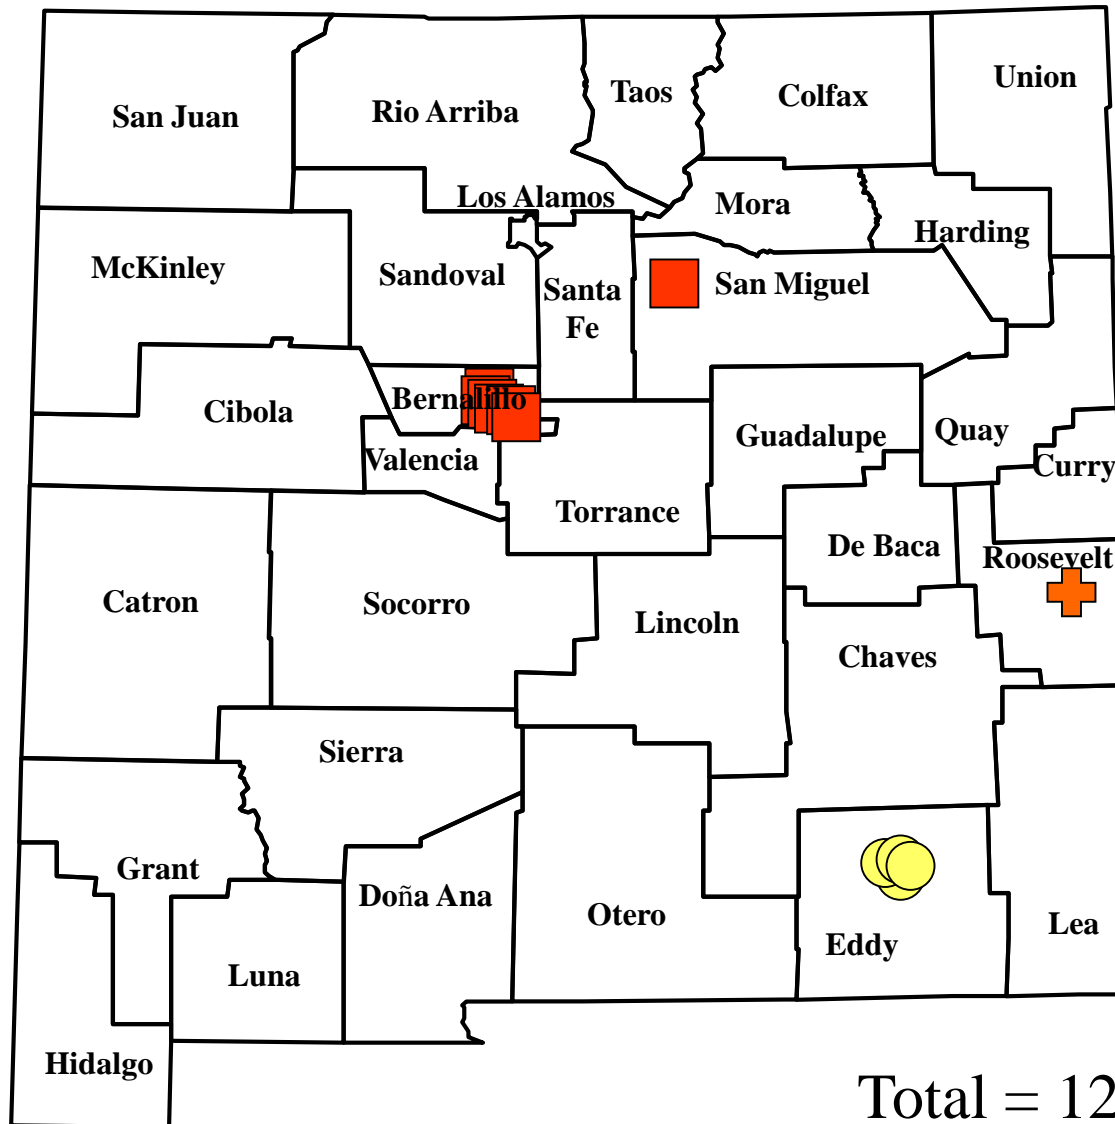 Union
Taos
Colfax
Rio Arriba
San Juan
Los Alamos
Mora
Harding
McKinley
Sandoval
San Miguel
Santa
Fe
Bernalillo
Cibola
Guadalupe
Quay
Valencia
Curry
Torrance
De Baca
Roosevelt
Catron
Socorro
Lincoln
Chaves
Sierra
Grant
Doña Ana
Otero
Lea
Eddy
Luna
Hidalgo
Total = 12